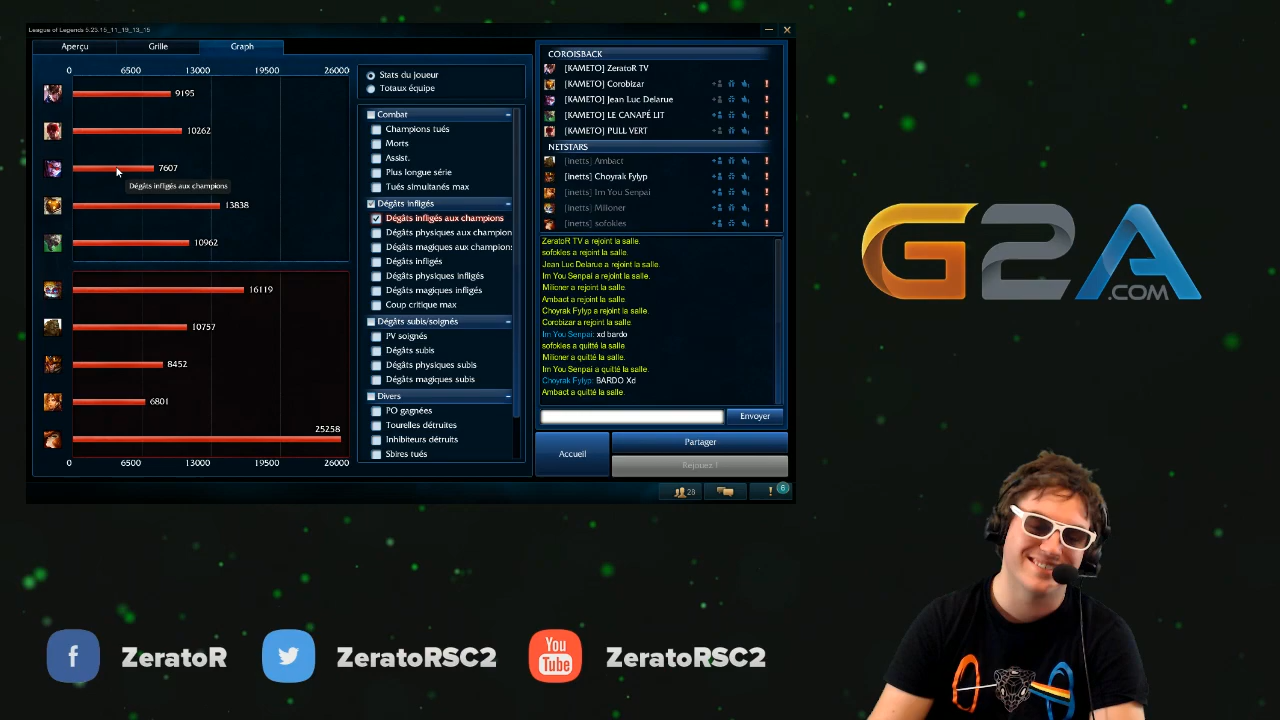 League of Legends 5.23.15_11_19_13_15
Aperçu
Grille
Graph
0 6500 13000 19500 26000
9195
10262
7607
Dégâts infligés aux champions
13838
10962
16119
10757
8452
6801
25258
0 6500 13000 19500 26000
Stats du joueur
Totaux équipe
Combat
Champions tués
Morts
Assist.
Plus longue série
Tués simultanés max
Dégâts infligés
Dégâts infligés aux champions
Dégâts physiques aux champion
Dégâts magiques aux champions
Dégâts infligés
Dégâts physiques infligés
Dégâts magiques infligés
Coup critique max
Dégâts subis/soignés
PV soignés
Dégâts subis
Dégâts physiques subis
Dégâts magiques subis
Divers
PO gagnées
Tourelles détruites
Inhibiteurs détruits
Sbires tués
COROISBACK
[KAMETO] ZeratoR TV
[KAMETO] Corobizar
[KAMETO] Jean Luc Delarue
[KAMETO] LE CANAPÉ LIT
[KAMETO] PULL VERT
NETSTARS
[inetts] Ambact
[inetts] Choyrak Fylyp
[inetts] Im You Senpai
[inetts] Milioner
[inetts] sofokles
ZeratoR TV a rejoint la salle.
sofokles a rejoint la salle.
Jean Luc Delarue a rejoint la salle.
Im You Senpai a rejoint la salle.
Milioner a rejoint la salle.
Ambact a rejoint la salle.
Choyrak Fylyp a rejoint la salle.
Corobizar a rejoint la salle.
Im You Senpai: xd bardo
sofokles a quitté la salle.
Milioner a quitté la salle.
Im You Senpai a quitté la salle.
Choyrak Fylyp: BARDO Xd
Ambact a quitté la salle.
Envoyer
Accueil
Partager
Rejouez !
28
6
G2A
.COM
f ZeratoR
ZeratoRSC2
You Tube ZeratoRSC2